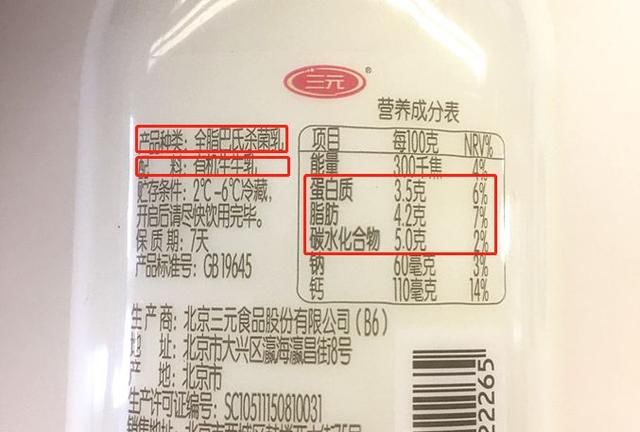 三元®
营养成分表
产品种类：全脂巴氏杀菌乳
配 料：有机生牛乳
贮存条件：2℃-6℃冷藏，
开启后请尽快饮用完毕。
保质期：7天
产品标准号：GB19645
项目 每100克 NRV%
能量 300千焦 4%
蛋白质 3.5克 6%
脂肪 4.2克 7%
碳水化合物 5.0克 2%
钠 60毫克 3%
钙 110毫克 14%
生产商：北京三元食品股份有限公司（B6）
地 址：北京市大兴区瀛海瀛昌街8号
产 地：北京市
生产许可证编号：SC10511150810031
22265